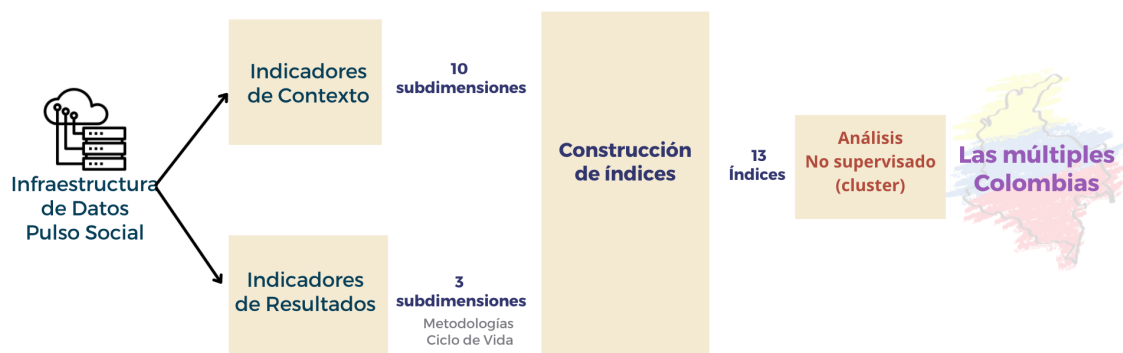 Infraestructura
de Datos
Pulso Social
Indicadores
de Contexto
10
subdimensiones
Indicadores
de Resultados
3
subdimensiones
Metodologías
Ciclo de Vida
Construcción
de índices
13
Índices
Análisis
No supervisado
(cluster)
Las múltiples
Colombias